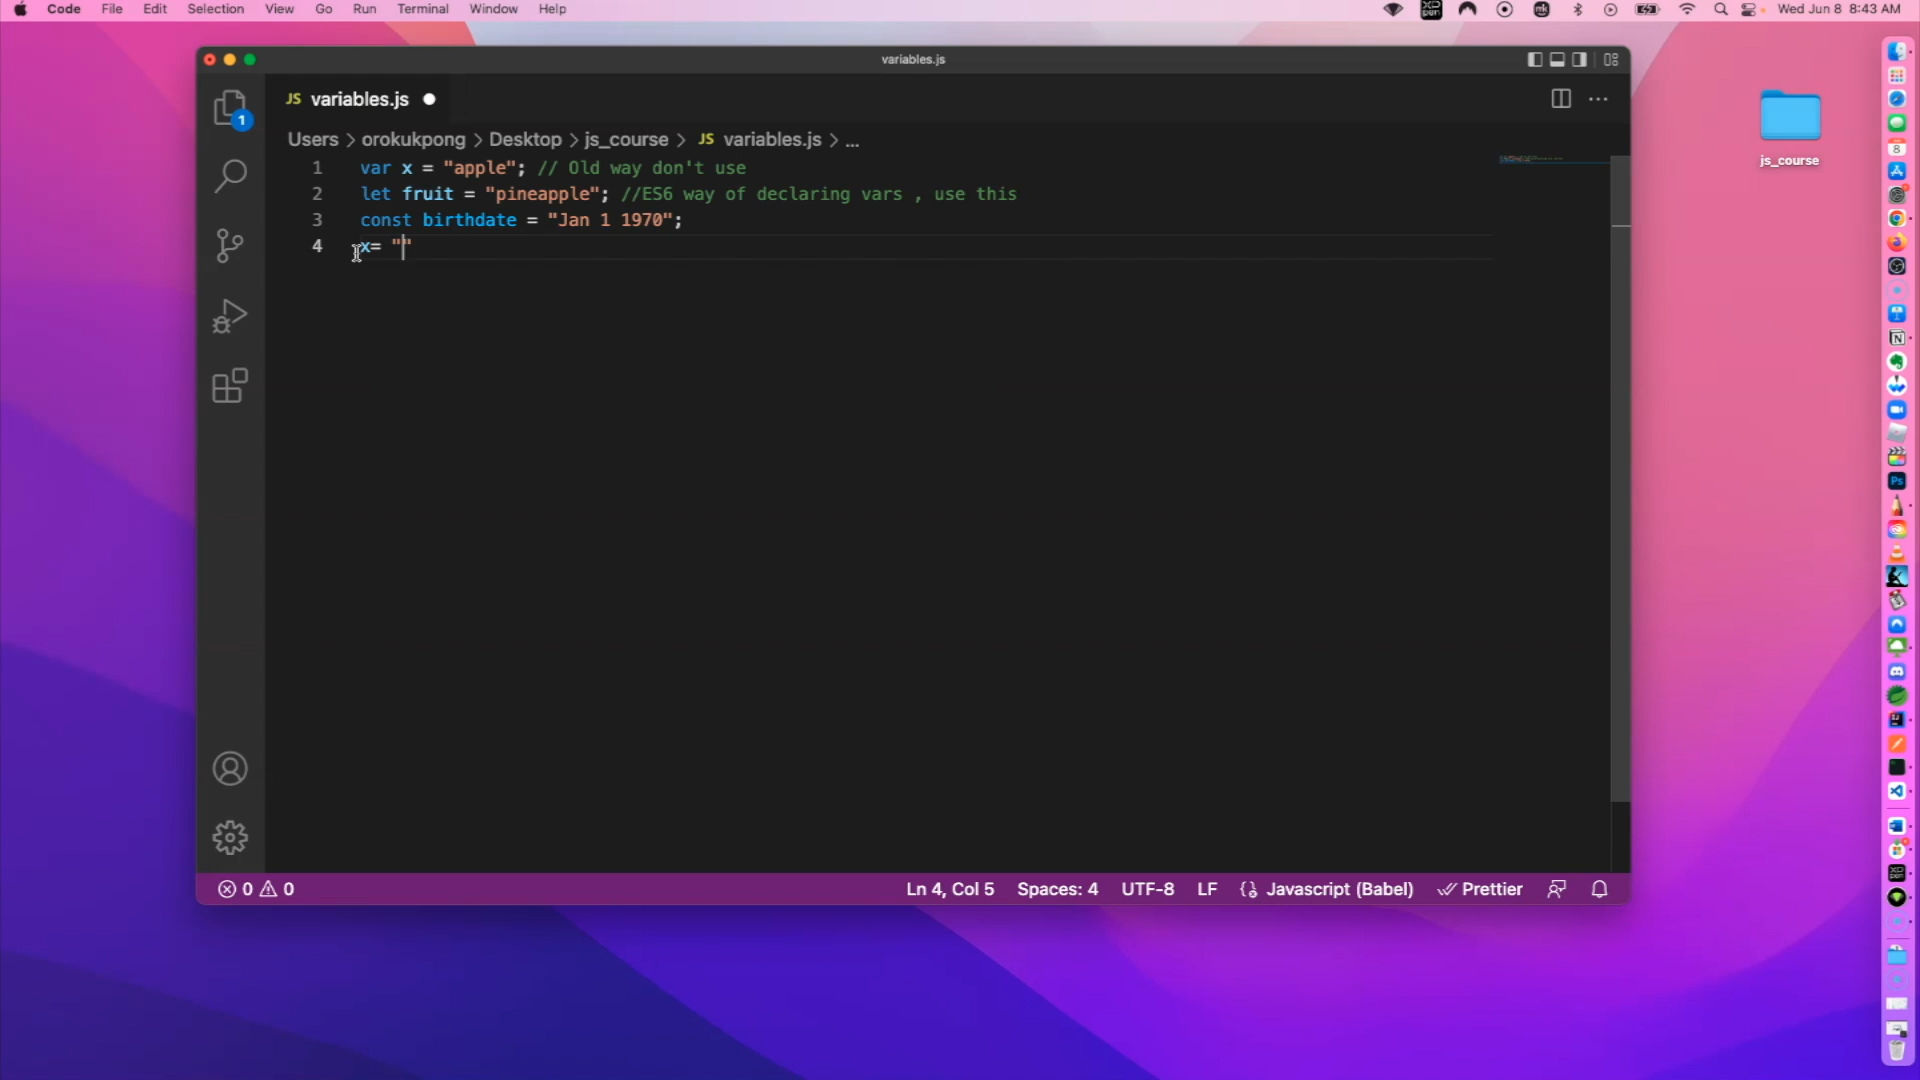 Code File Edit Selection View Go Run Terminal Window Help
Wed Jun 8 8:43 AM
variables.js
JS variables.js
1
Users > orokukpong > Desktop > js_course > JS variables.js > ...
1 var x = "apple"; // Old way don't use
2 let fruit = "pineapple"; //ES6 way of declaring vars , use this
3 const birthdate = "Jan 1 1970";
4 x= ""
js_course
0 0
Ln 4, Col 5 Spaces: 4 UTF-8 LF Javascript (Babel) Prettier